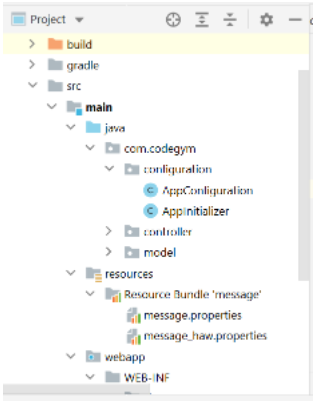 Project
build
gradle
src
main
java
com.codegym
configuration
AppConfiguration
AppInitializer
controller
model
resources
Resource Bundle 'message'
message.properties
message_haw.properties
webapp
WEB-INF